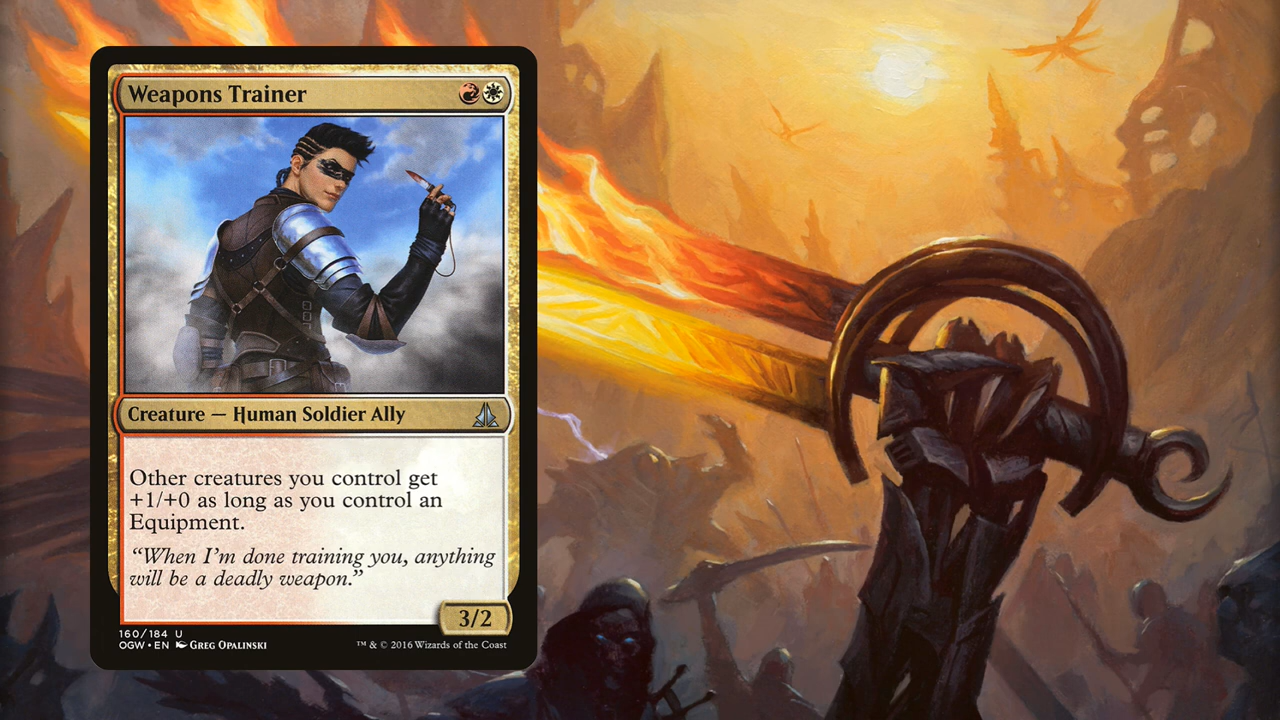 Weapons Trainer
Creature — Human Soldier Ally
Other creatures you control get
+1/+0 as long as you control an
Equipment.
“When I’m done training you, anything
will be a deadly weapon.”
3/2
160/184 U
OGW • EN Greg Opalinski
™ & © 2016 Wizards of the Coast